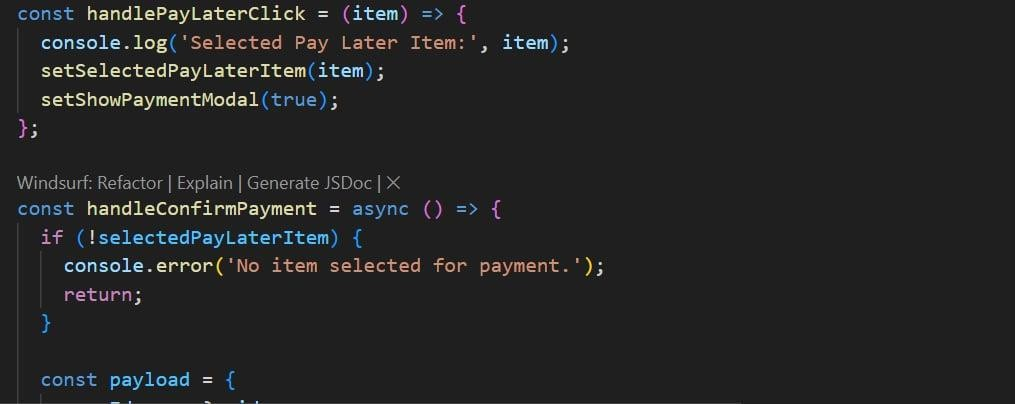 const handlePayLaterClick = (item) => {
console.log('Selected Pay Later Item:', item);
setSelectedPayLaterItem(item);
setShowPaymentModal(true);
};
Windsurf: Refactor | Explain | Generate JSDoc | ×
const handleConfirmPayment = async () => {
if (!selectedPayLaterItem) {
console.error('No item selected for payment.');
return;
}
const payload = {